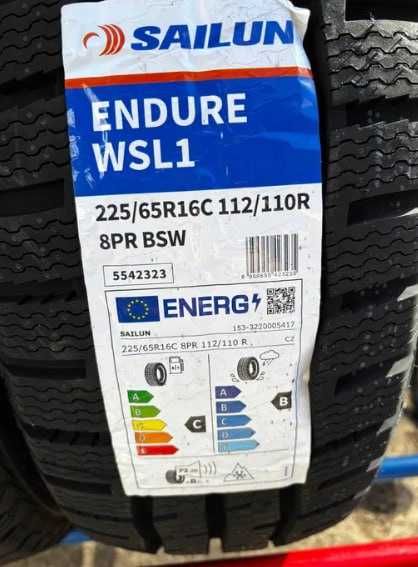 SAILUN
ENDURE
WSL1
225/65R16C 112/110R
8PR BSW
5542323
ENERG
SAILUN
153-3220005417
225/65R16C 8PR 112/110 R
C2
A
A
B
B
C
C
C
B
D
D
E
E